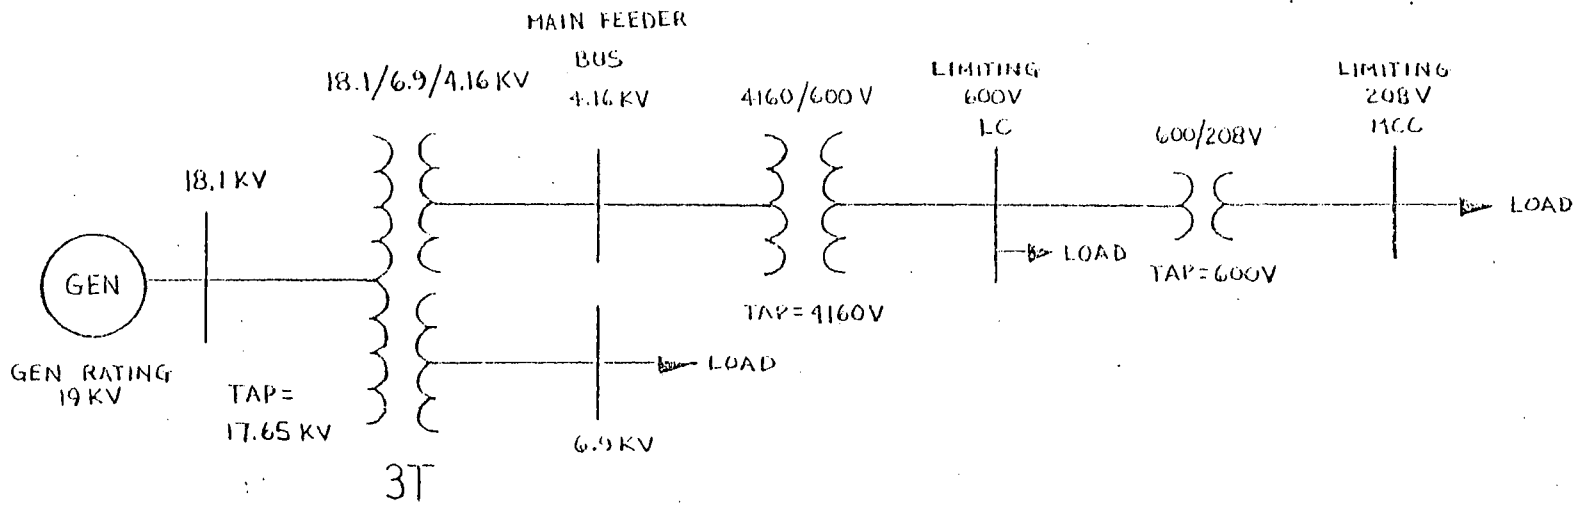 MAIN FEEDER
BUS
4.16 KV
18.1/6.9/4.16 KV
4160/600 V
LIMITING
600V
LC
LIMITING
208V
MCC
600/208V
18.1 KV
GEN
GEN RATING
19 KV
TAP=
17.65 KV
3T
LOAD
6.9 KV
TAP=4160V
LOAD
TAP=600V
LOAD